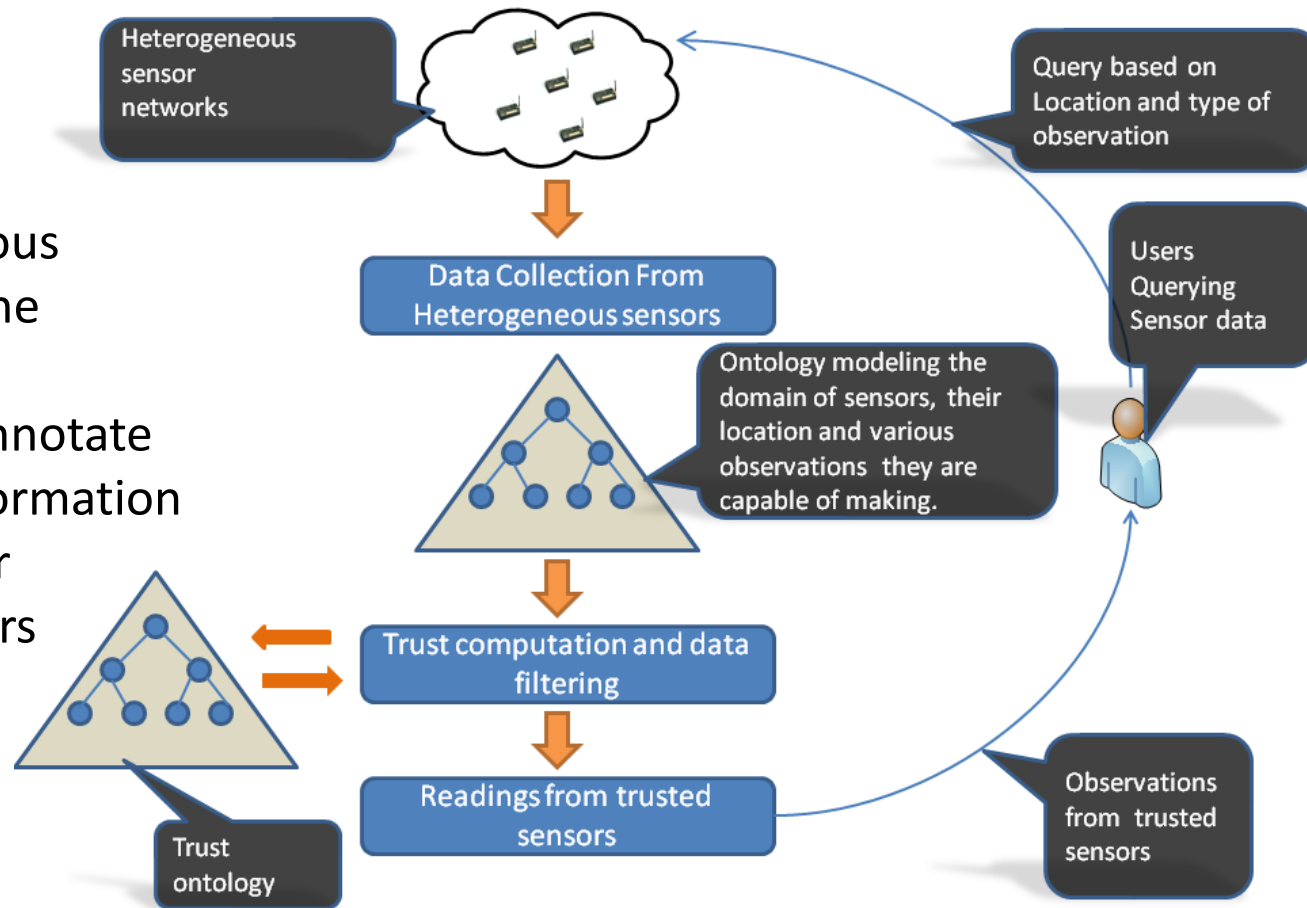 Heterogeneous
sensor
networks
Query based on
Location and type of
observation
ous
ne
nnotate
ormation
r
rs
Data Collection From
Heterogeneous sensors
Users
Querying
Sensor data
Ontology modeling the
domain of sensors, their
location and various
observations they are
capable of making.
Trust computation and data
filtering
Readings from trusted
sensors
Trust
ontology
Observations
from trusted
sensors